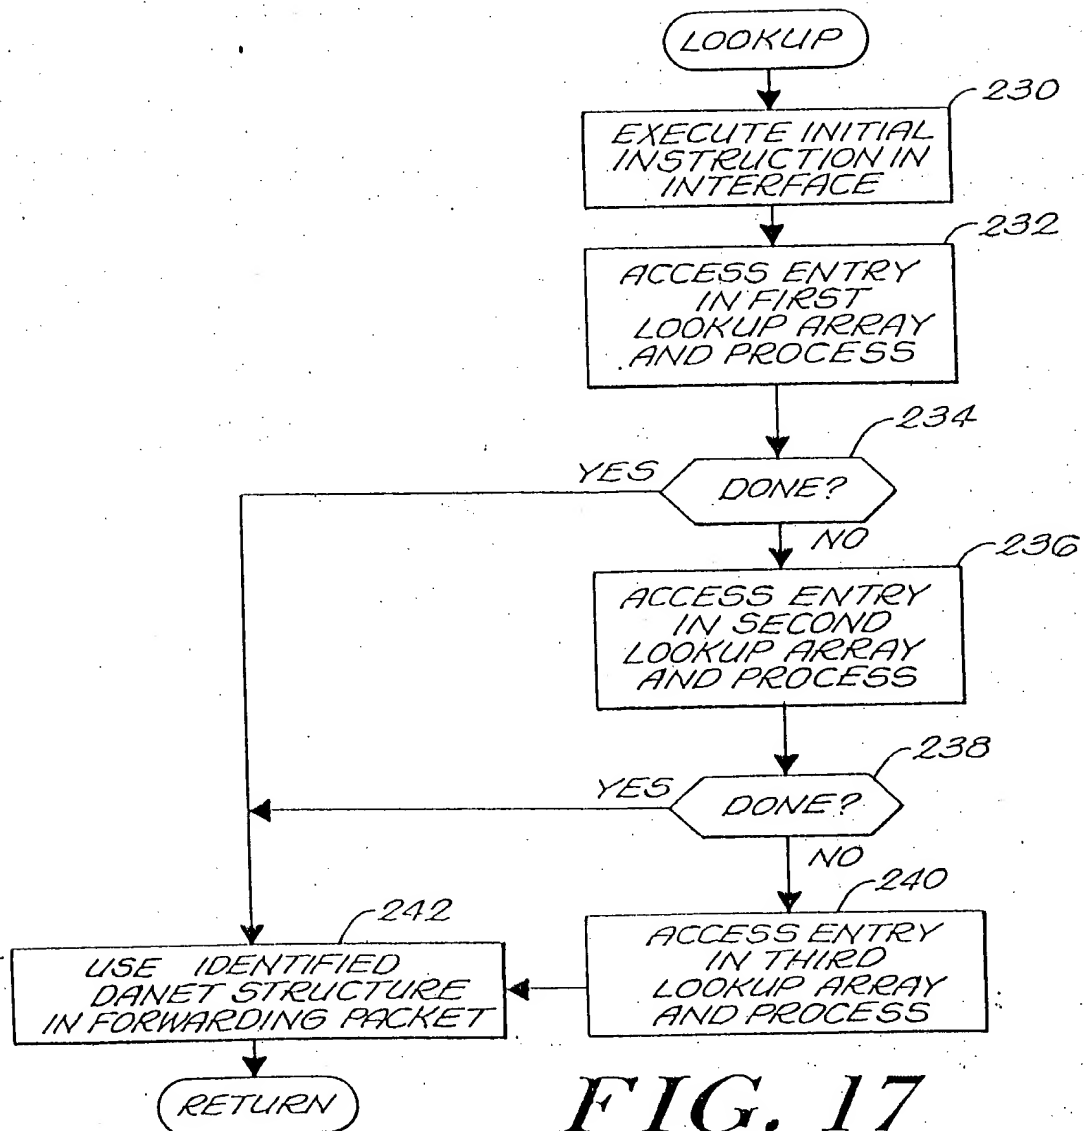 LOOKUP
230
EXECUTE INITIAL
INSTRUCTION IN
INTERFACE
232
ACCESS ENTRY
IN FIRST
LOOKUP ARRAY
AND PROCESS
234
YES
DONE?
NO
236
ACCESS ENTRY
IN SECOND
LOOKUP ARRAY
AND PROCESS
238
YES
DONE?
NO
240
242
ACCESS ENTRY
IN THIRD
LOOKUP ARRAY
AND PROCESS
USE IDENTIFIED
DANET STRUCTURE
IN FORWARDING PACKET
RETURN
FIG. 17